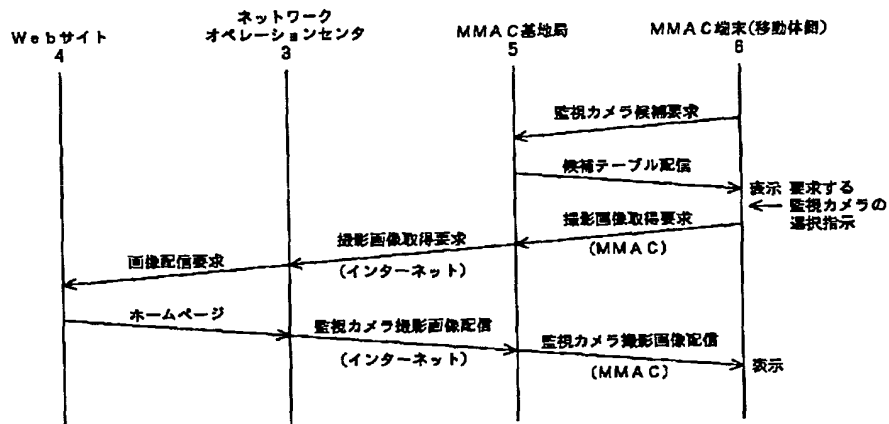 Webサイト
4
ネットワーク
オペレーションセンタ
3
MMAC基地局
5
MMAC端末(移動体側)
6
監視カメラ候補要求
候補テーブル配信
表示 要求する
監視カメラの
選択指示
撮影画像取得要求
(MMAC)
撮影画像取得要求
(インターネット)
画像配信要求
ホームページ
監視カメラ撮影画像配信
(インターネット)
監視カメラ撮影画像配信
(MMAC)
表示